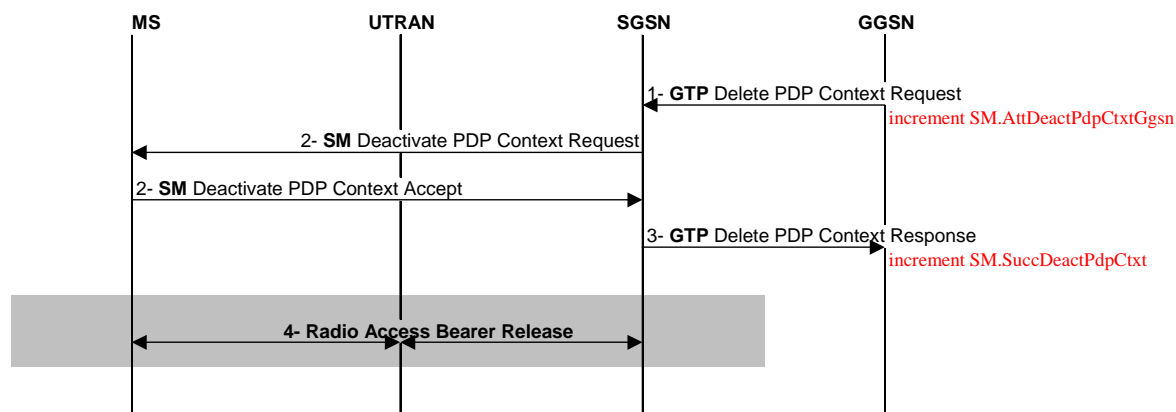 MS UTRAN SGSN GGSN
1- GTP Delete PDP Context Request
increment SM.AttDeactPdpCtxtGgsn
2- SM Deactivate PDP Context Request
2- SM Deactivate PDP Context Accept
3- GTP Delete PDP Context Response
increment SM.SuccDeactPdpCtxt
4- Radio Access Bearer Release